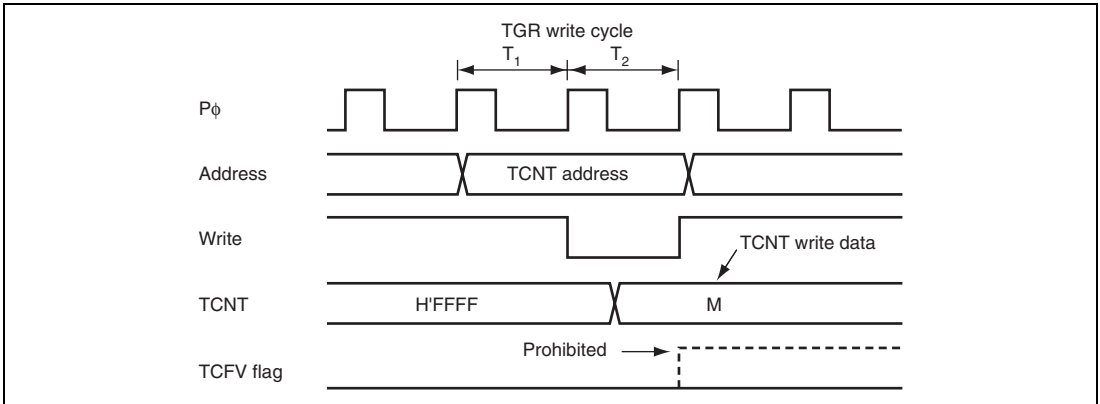 TGR write cycle
T1 T2
Pφ
Address TCNT address
Write
TCNT write data
TCNT H'FFFF M
Prohibited
TCFV flag